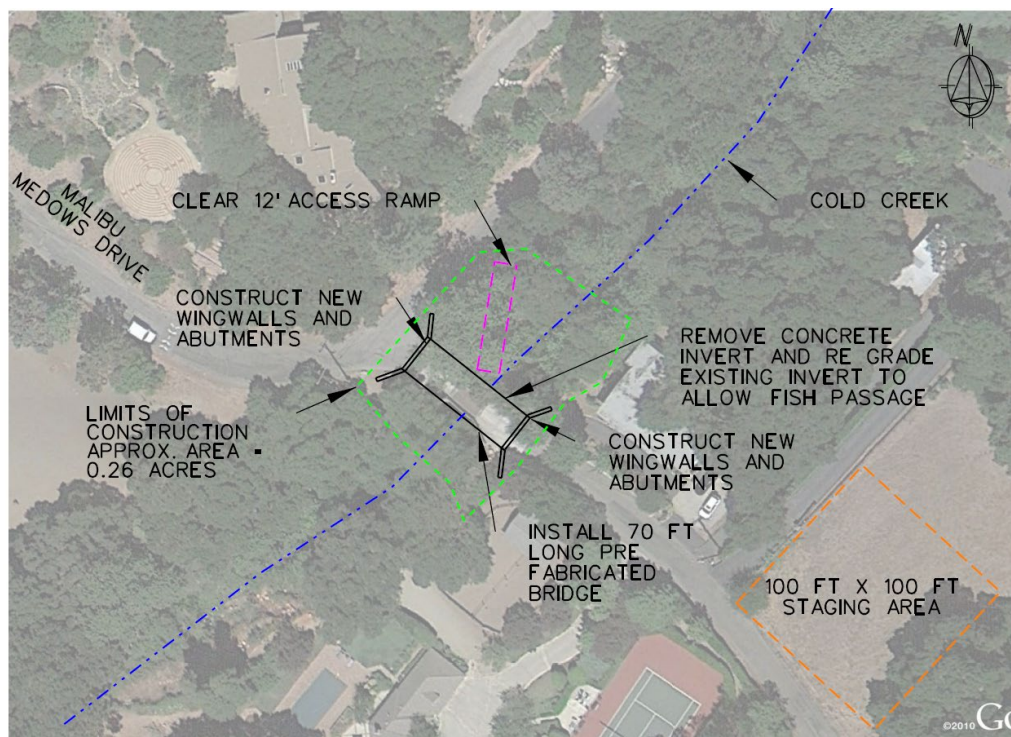 N
COLD CREEK
CLEAR 12' ACCESS RAMP
MALIBU
MEDOWS DRIVE
CONSTRUCT NEW
WINGWALLS AND
ABUTMENTS
REMOVE CONCRETE
INVERT AND RE GRADE
EXISTING INVERT TO
ALLOW FISH PASSAGE
LIMITS OF
CONSTRUCTION
APPROX. AREA =
0.26 ACRES
CONSTRUCT NEW
WINGWALLS AND
ABUTMENTS
INSTALL 70 FT
LONG PRE
FABRICATED
BRIDGE
100 FT X 100 FT
STAGING AREA
©2010 Go